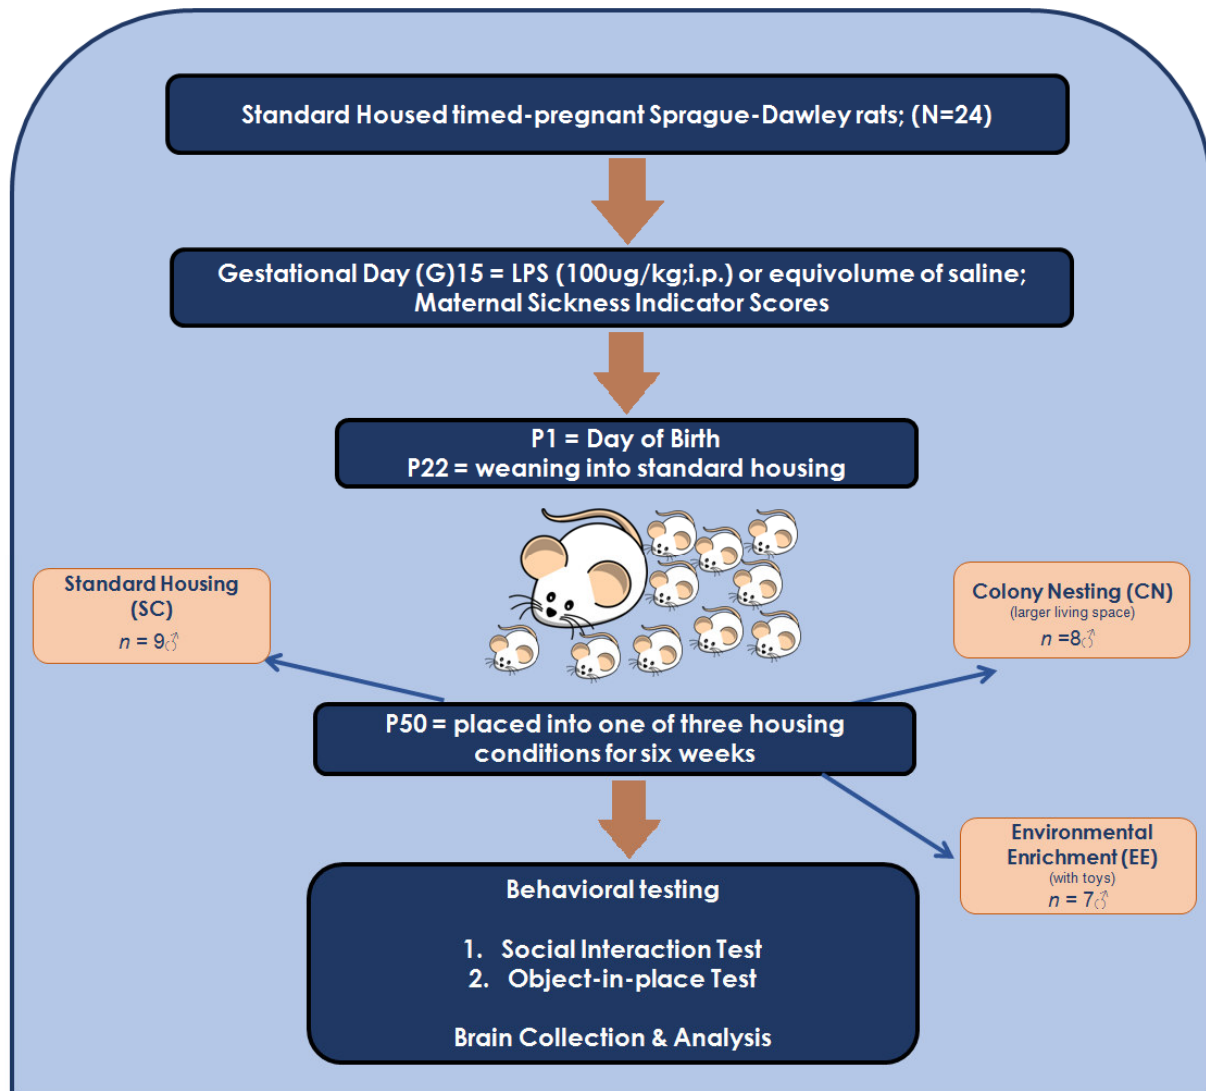 Standard Housed timed-pregnant Sprague-Dawley rats; (N=24)
Gestational Day (G)15 = LPS (100ug/kg;i.p.) or equivolume of saline;
Maternal Sickness Indicator Scores
P1 = Day of Birth
P22 = weaning into standard housing
Standard Housing
(SC)
n = 9♂
Colony Nesting (CN)
(larger living space)
n =8♂
P50 = placed into one of three housing
conditions for six weeks
Environmental
Enrichment (EE)
(with toys)
n = 7♂
Behavioral testing
1. Social Interaction Test
2. Object-in-place Test
Brain Collection & Analysis